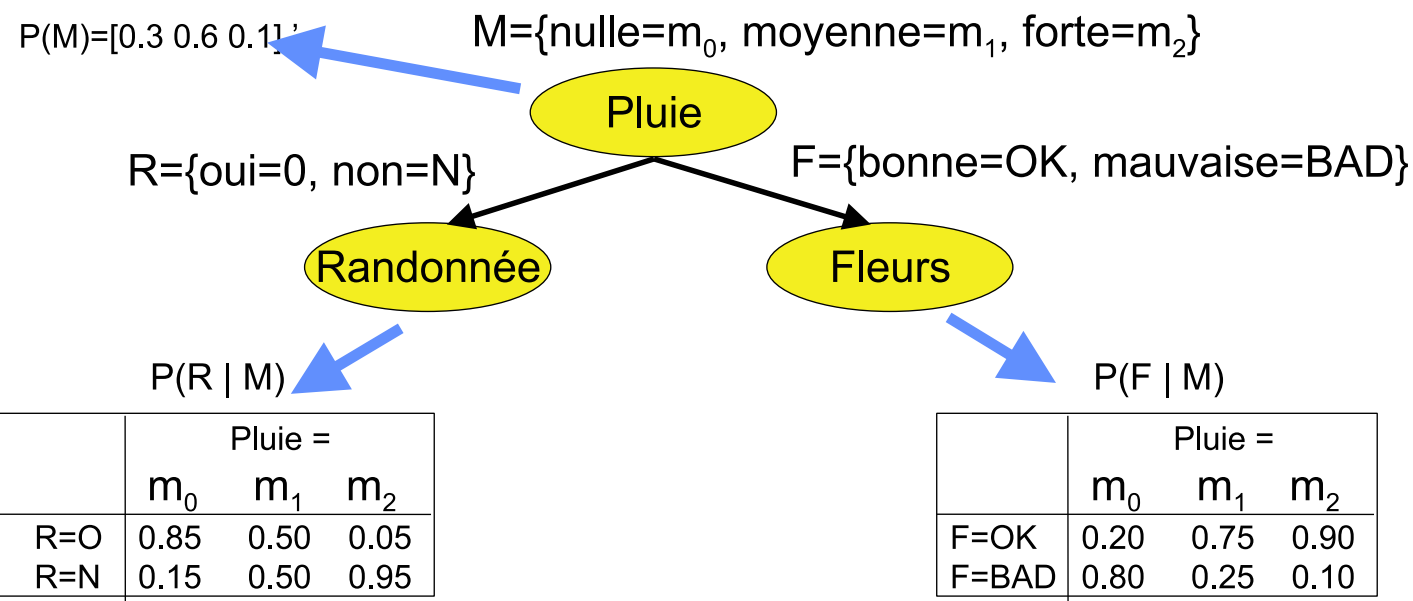 P(M)=[0.3 0.6 0.1]'
M={nulle=m₀, moyenne=m₁, forte=m₂}
Pluie
R={oui=0, non=N}
F={bonne=OK, mauvaise=BAD}
Randonnée
Fleurs
P(R | M)
P(F | M)
Pluie =
m₀ m₁ m₂
R=O 0.85 0.50 0.05
R=N 0.15 0.50 0.95
Pluie =
m₀ m₁ m₂
F=OK 0.20 0.75 0.90
F=BAD 0.80 0.25 0.10